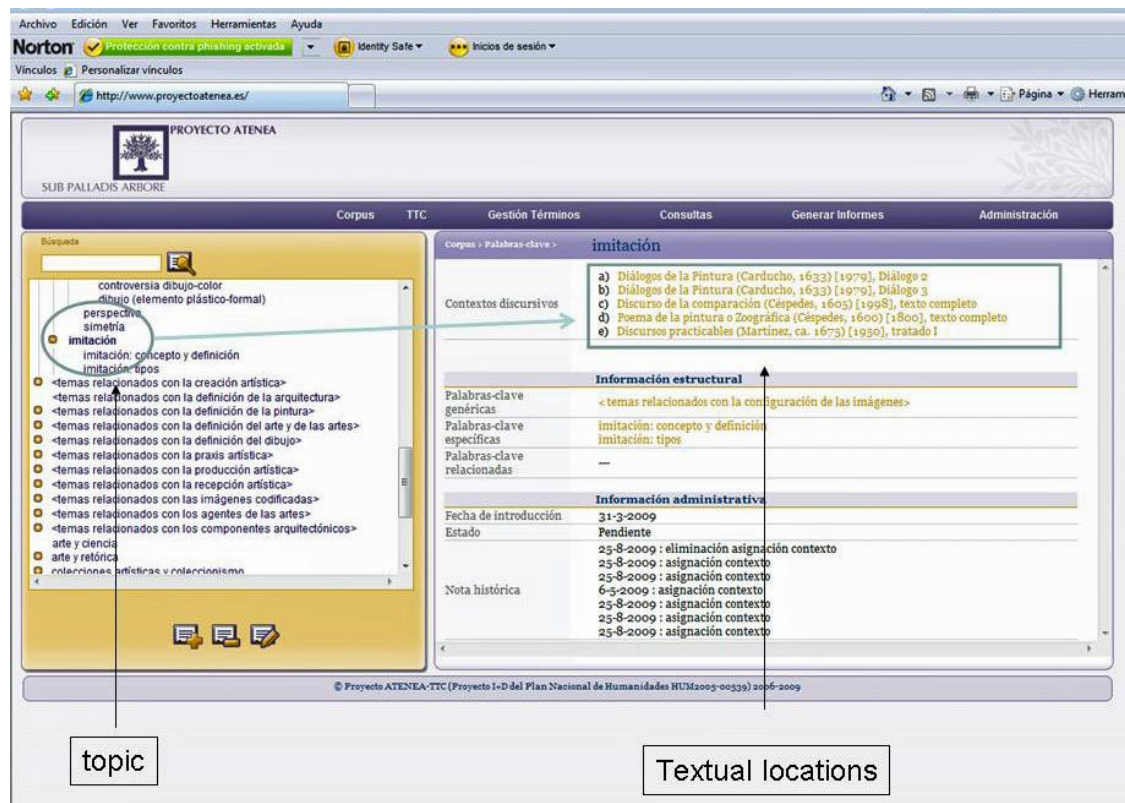 Archivo Edición Ver Favoritos Herramientas Ayuda
Norton Protección contra phishing activada Identity Safe Inicios de sesión
Vínculos Personalizar vínculos
http://www.proyectoatenea.es/ Página Herram
PROYECTO ATENEA
SUB PALLADIS ARBORE
Corpus TTC Gestión Términos Consultas Generar Informes Administración
Búsqueda
controversia dibujo-color
dibujo (elemento plástico-formal)
perspectiva
simetría
imitación
imitación: concepto y definición
imitación: tipos
<temas relacionados con la creación artística>
<temas relacionados con la definición de la arquitectura>
<temas relacionados con la definición de la pintura>
<temas relacionados con la definición del arte y de las artes>
<temas relacionados con la definición del dibujo>
<temas relacionados con la praxis artística>
<temas relacionados con la producción artística>
<temas relacionados con la recepción artística>
<temas relacionados con las imágenes codificadas>
<temas relacionados con los agentes de las artes>
<temas relacionados con los componentes arquitectónicos>
arte y ciencia
arte y retórica
colecciones artísticas y coleccionismo
Corpus > Palabras-clave > imitación
Contextos discursivos
a) Diálogos de la Pintura (Carducho, 1633) [1979], Diálogo 2
b) Diálogos de la Pintura (Carducho, 1633) [1979], Diálogo 3
c) Discurso de la comparación (Céspedes, 1605) [1998], texto completo
d) Poema de la pintura o Zoográfica (Céspedes, 1600) [1800], texto completo
e) Discursos practicables (Martínez, ca. 1675) [1950], tratado I
Información estructural
Palabras-clave genéricas
<temas relacionados con la configuración de las imágenes>
Palabras-clave específicas
imitación: concepto y definición
imitación: tipos
Palabras-clave relacionadas
—
Información administrativa
Fecha de introducción 31-3-2009
Estado Pendiente
Nota histórica
25-8-2009 : eliminación asignación contexto
25-8-2009 : asignación contexto
25-8-2009 : asignación contexto
6-5-2009 : asignación contexto
25-8-2009 : asignación contexto
25-8-2009 : asignación contexto
25-8-2009 : asignación contexto
© Proyecto ATENEA-TTC (Proyecto I+D del Plan Nacional de Humanidades HUM2005-00539) 2006-2009
topic
Textual locations